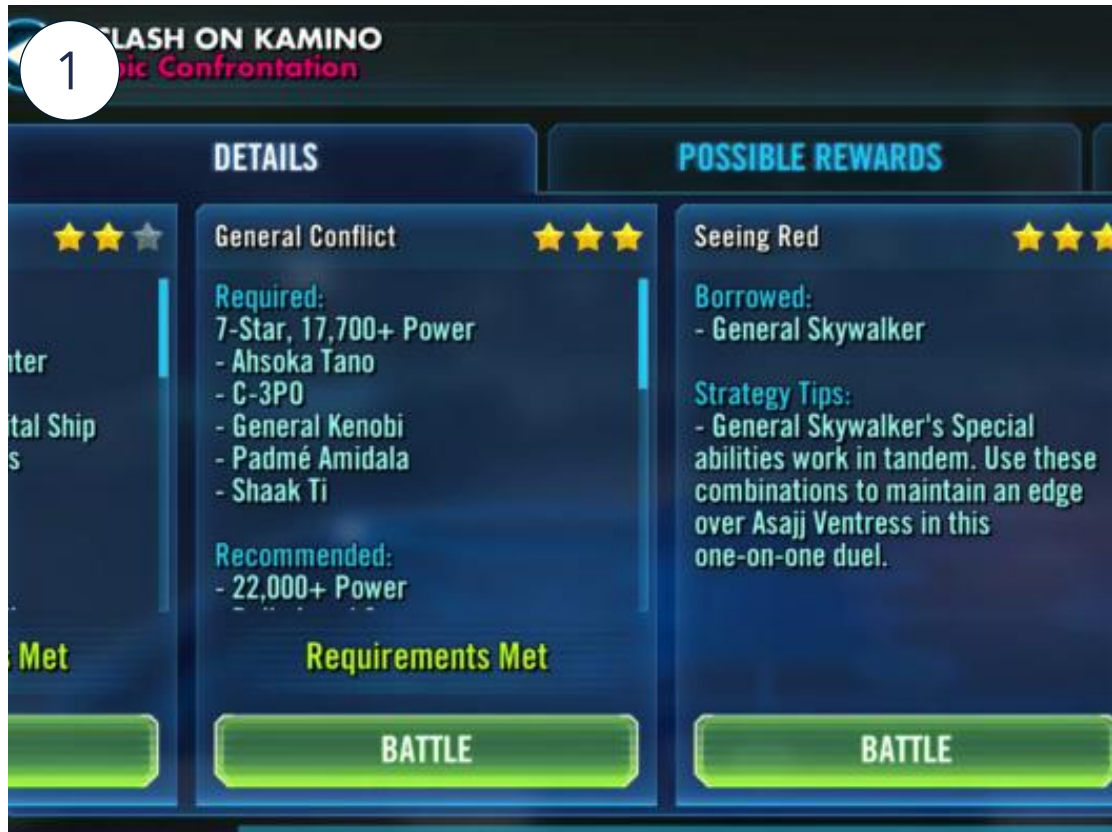 1
CLASH ON KAMINO
Confrontation
DETAILS
POSSIBLE REWARDS
General Conflict
Required:
7-Star, 17,700+ Power
- Ahsoka Tano
- C-3PO
- General Kenobi
- Padmé Amidala
- Shaak Ti
Recommended:
- 22,000+ Power
Requirements Met
BATTLE
Seeing Red
Borrowed:
- General Skywalker
Strategy Tips:
- General Skywalker's Special
abilities work in tandem. Use these
combinations to maintain an edge
over Asajj Ventress in this
one-on-one duel.
BATTLE
Ship
Met